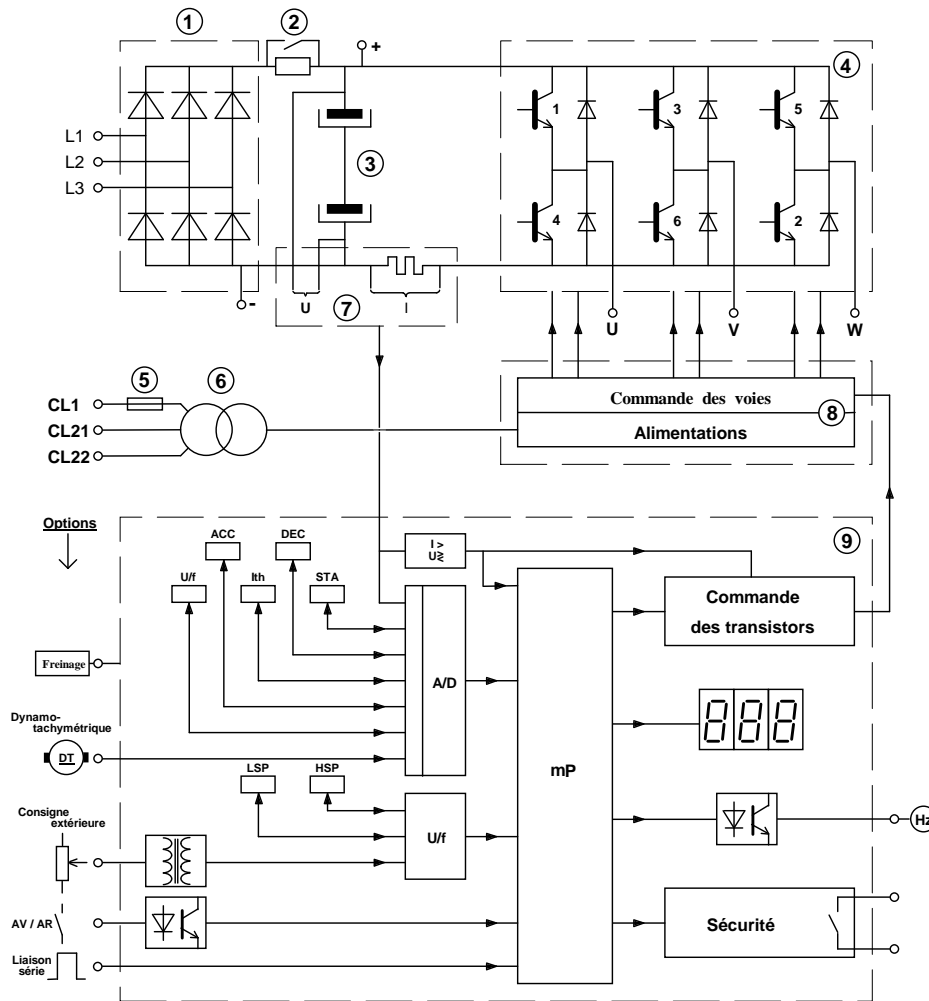 1
2
+
4
1
3
5
L1
L2
L3
3
4
6
2
-
U
I
7
U
V
W
5
6
CL1
CL21
CL22
Commande des voies
8
Alimentations
Options
9
ACC
DEC
I >
U≷
U/f
Ith
STA
Commande
des transistors
Freinage
A/D
Dynamo-
tachymétrique
DT
888
LSP
HSP
mP
U/f
Hz
Consigne
extérieure
AV / AR
Sécurité
Liaison
série